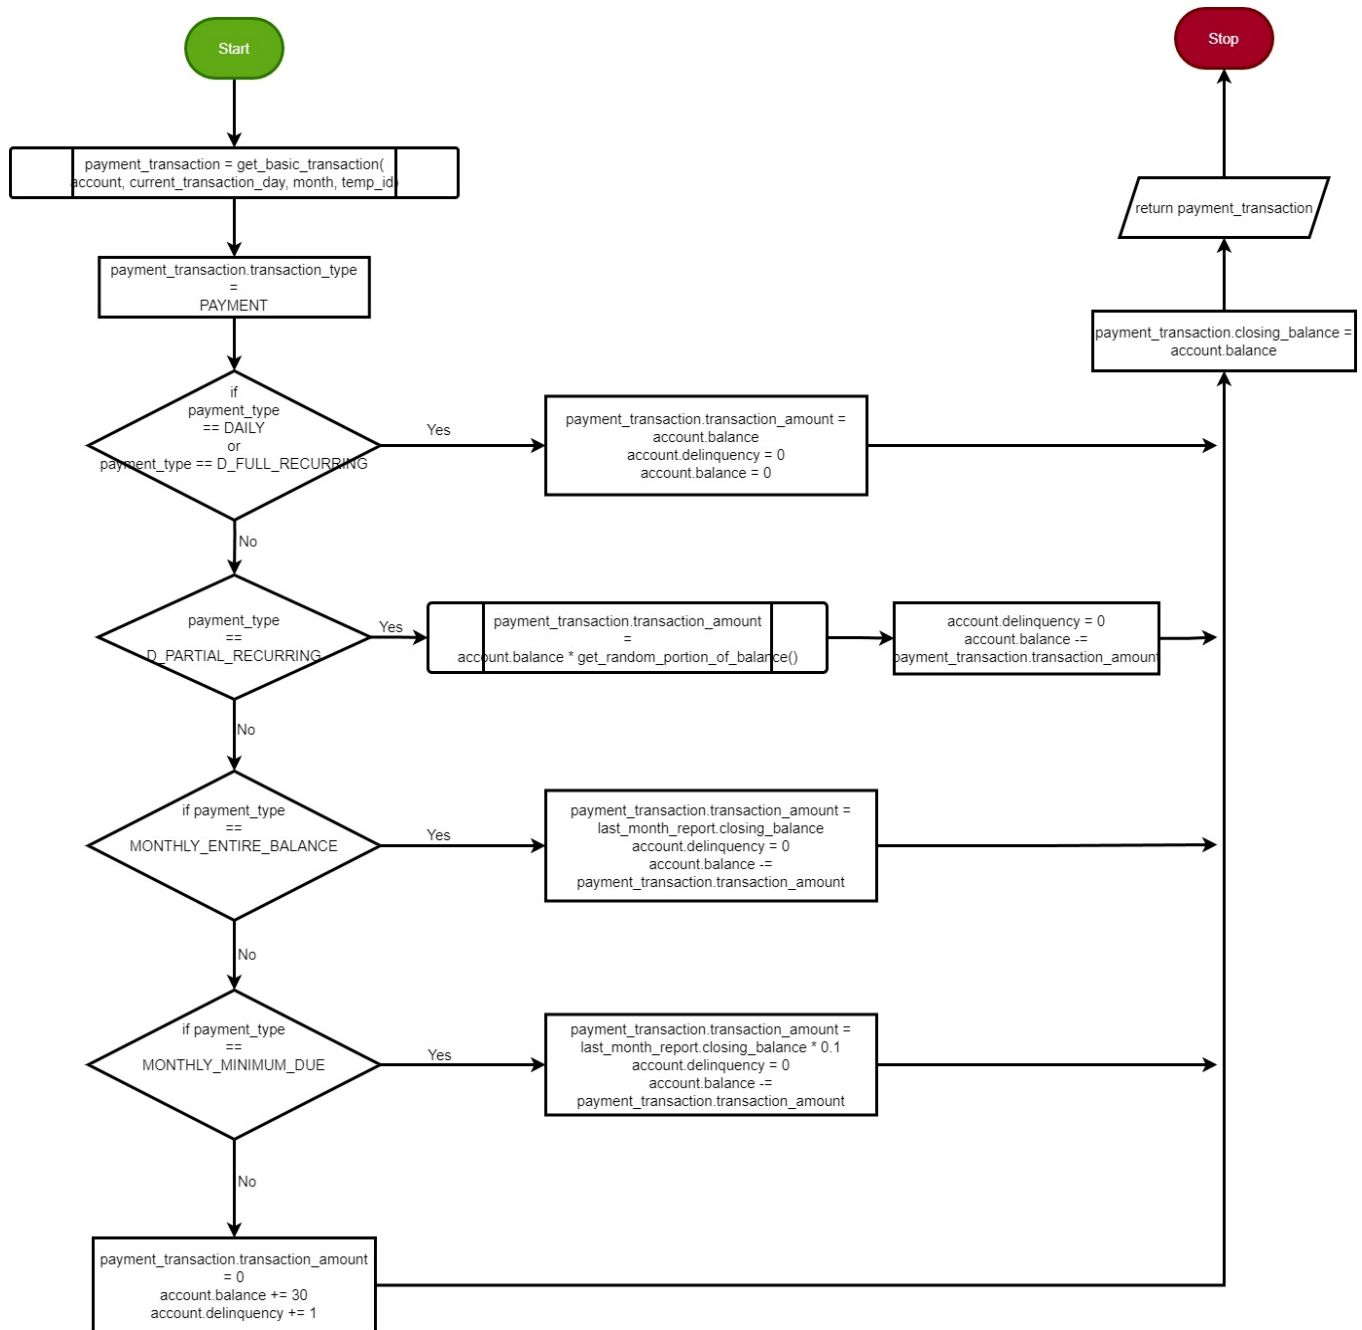 Start
payment_transaction = get_basic_transaction(
account, current_transaction_day, month, temp_id)
payment_transaction.transaction_type
=
PAYMENT
if
payment_type
== DAILY
or
payment_type == D_FULL_RECURRING
Yes
payment_transaction.transaction_amount =
account.balance
account.delinquency = 0
account.balance = 0
No
payment_type
==
D_PARTIAL_RECURRING
Yes
payment_transaction.transaction_amount
=
account.balance * get_random_portion_of_balance()
account.delinquency = 0
account.balance -=
payment_transaction.transaction_amount
No
if payment_type
==
MONTHLY_ENTIRE_BALANCE
Yes
payment_transaction.transaction_amount =
last_month_report.closing_balance
account.delinquency = 0
account.balance -=
payment_transaction.transaction_amount
No
if payment_type
==
MONTHLY_MINIMUM_DUE
Yes
payment_transaction.transaction_amount =
last_month_report.closing_balance * 0.1
account.delinquency = 0
account.balance -=
payment_transaction.transaction_amount
No
payment_transaction.transaction_amount
= 0
account.balance += 30
account.delinquency += 1
payment_transaction.closing_balance =
account.balance
return payment_transaction
Stop